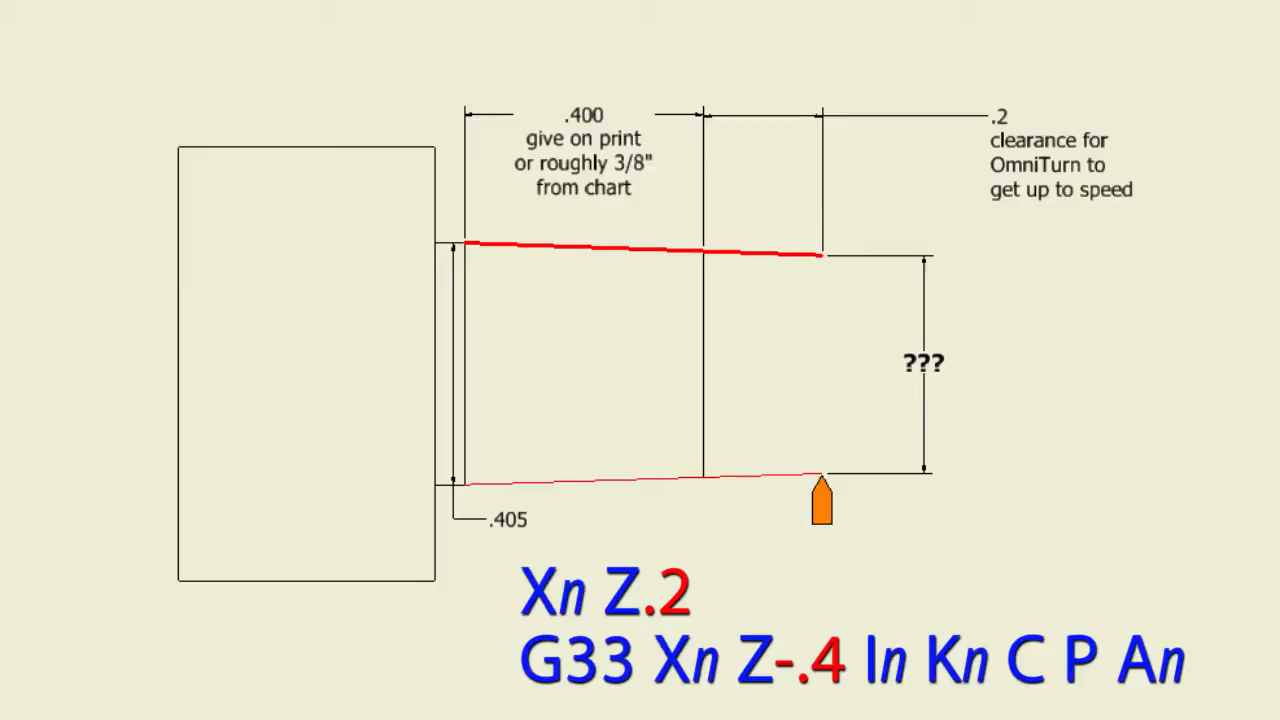 .400
give on print
or roughly 3/8"
from chart
.2
clearance for
OmniTurn to
get up to speed
???
.405
Xn Z.2
G33 Xn Z-.4 In Kn C P An